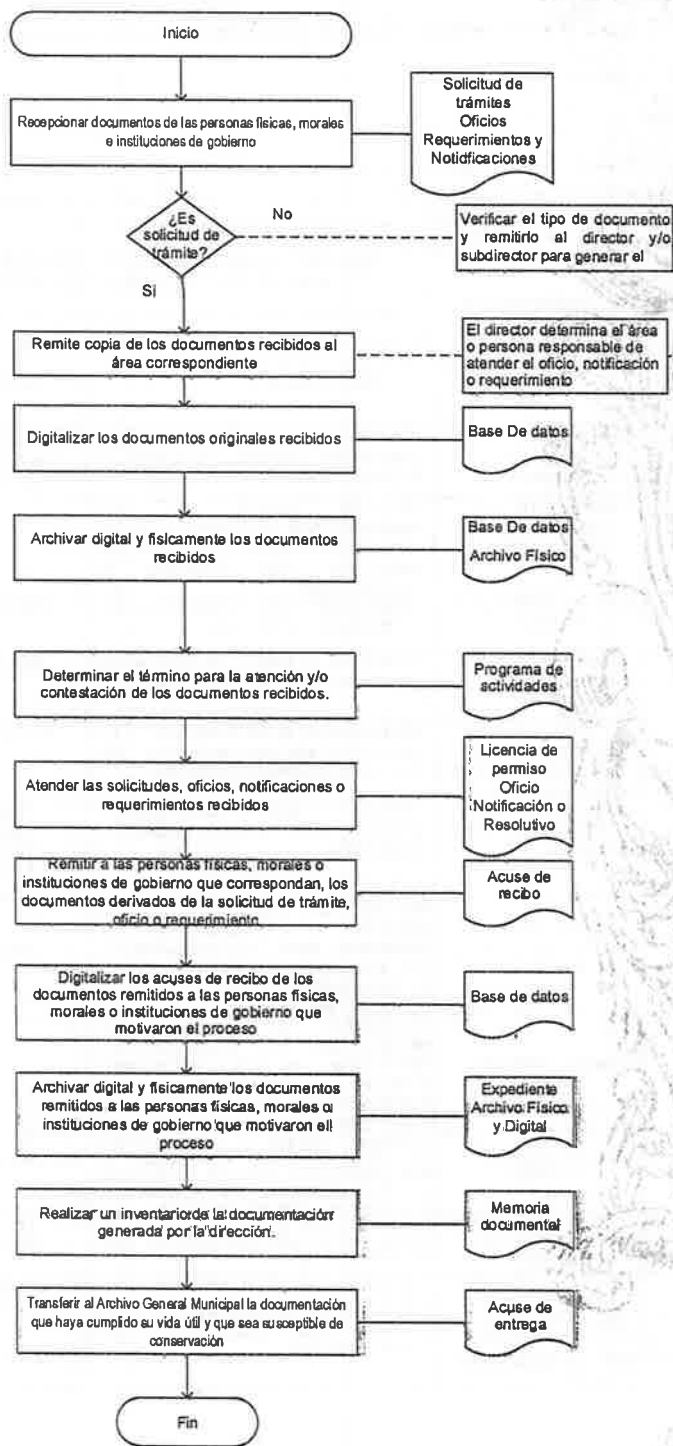 Inicio
Recepcionar documentos de las personas físicas, morales
e instituciones de gobierno
Solicitud de
trámites
Oficios
Requerimientos y
Notidficaciones
¿Es
solicitud de
trámite?
No
Verificar el tipo de documento
y remitirlo al director y/o
subdirector para generar el
Sí
Remite copia de los documentos recibidos al
área correspondiente
El director determina el área
o persona responsable de
atender el oficio, notificación
o requerimiento
Digitalizar los documentos originales recibidos
Base De datos
Archivar digital y físicamente los documentos
recibidos
Base De datos
Archivo Físico
Determinar el término para la atención y/o
contestación de los documentos recibidos.
Programa de
actividades
Atender las solicitudes, oficios, notificaciones o
requerimientos recibidos
Licencia de
permiso
Oficio
Notificación o
Resolutivo
Remitir a las personas físicas, morales o
instituciones de gobierno que correspondan, los
documentos derivados de la solicitud de trámite,
oficio o requerimiento
Acuse de
recibo
Digitalizar los acuses de recibo de los
documentos remitidos a las personas físicas,
morales o instituciones de gobierno que
motivaron el proceso
Base de datos
Archivar digital y físicamente los documentos
remitidos a las personas físicas, morales o
instituciones de gobierno que motivaron el
proceso
Expediente
Archivo Físico
y Digital
Realizar un inventario de la documentación
generada por la dirección.
Memoria
documental
Transferir al Archivo General Municipal la documentación
que haya cumplido su vida útil y que sea susceptible de
conservación
Acuse de
entrega
Fin